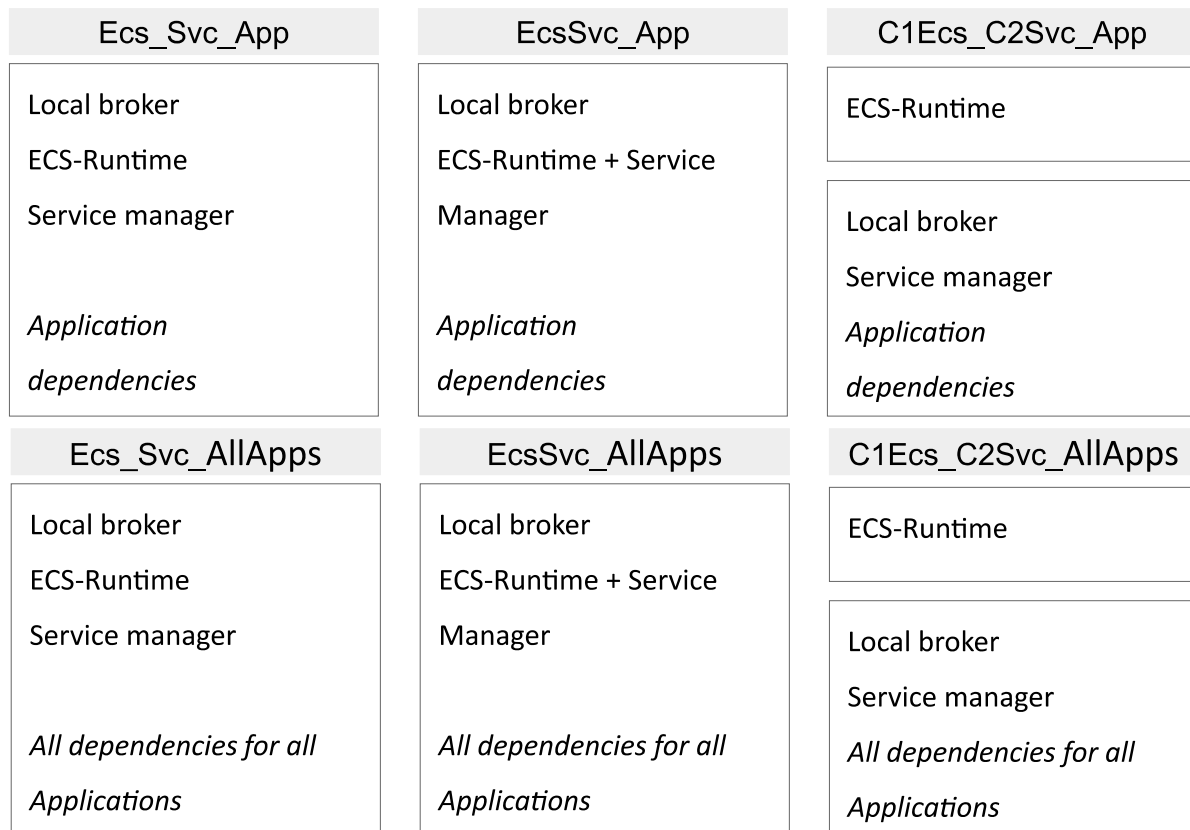 Ecs_Svc_App
Local broker
ECS-Runtime
Service manager
Application
dependencies
EcsSvc_App
Local broker
ECS-Runtime + Service
Manager
Application
dependencies
C1Ecs_C2Svc_App
ECS-Runtime
Local broker
Service manager
Application
dependencies
Ecs_Svc_AllApps
Local broker
ECS-Runtime
Service manager
All dependencies for all
Applications
EcsSvc_AllApps
Local broker
ECS-Runtime + Service
Manager
All dependencies for all
Applications
C1Ecs_C2Svc_AllApps
ECS-Runtime
Local broker
Service manager
All dependencies for all
Applications